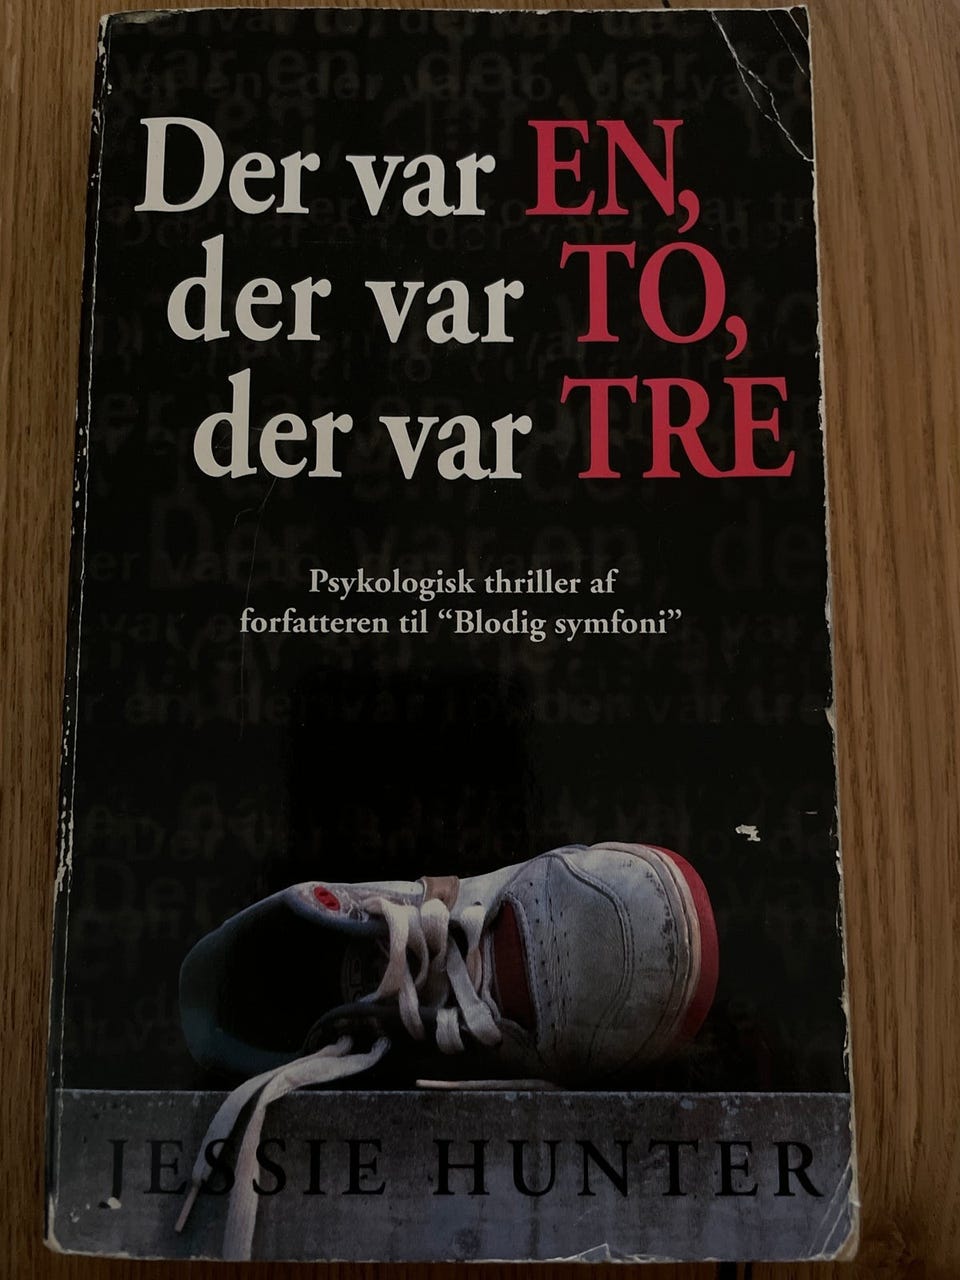 Der var EN,
der var TO,
der var TRE
Psykologisk thriller af
forfatteren til “Blodig symfoni”
JESSIE HUNTER